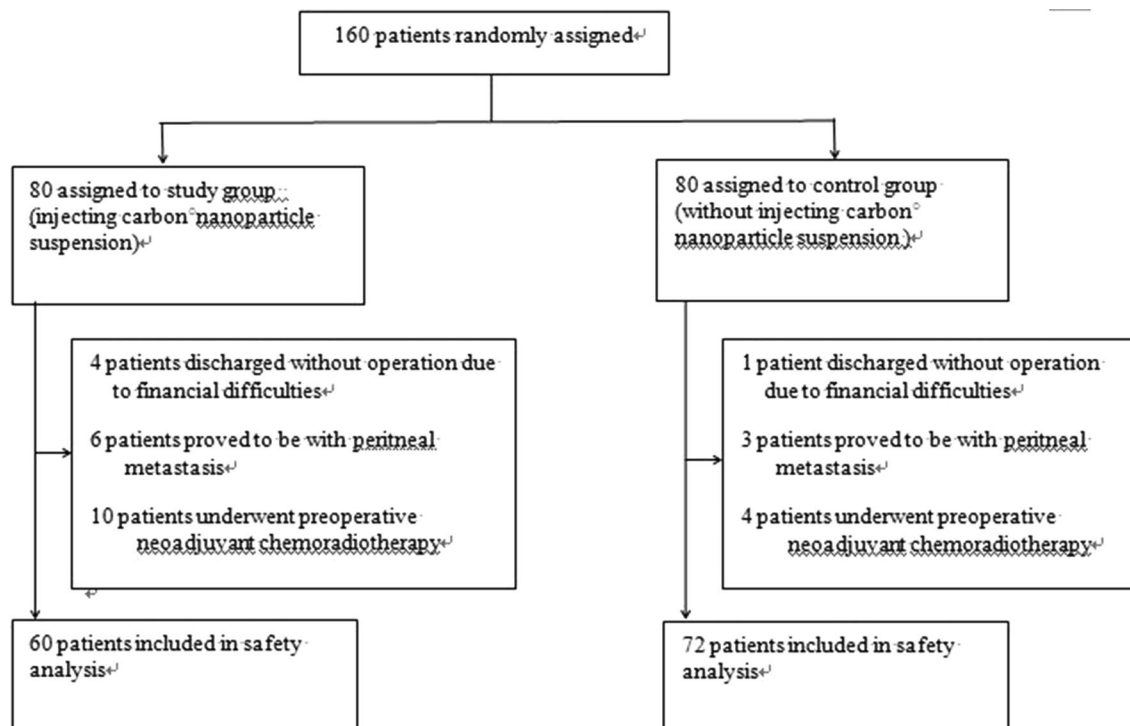 160 patients randomly assigned
80 assigned to study group
(injecting carbon nanoparticle
suspension)
80 assigned to control group
(without injecting carbon
nanoparticle suspension )
4 patients discharged without operation due
to financial difficulties
6 patients proved to be with peritneal
metastasis
10 patients underwent preoperative
neoadjuvant chemoradiotherapy
1 patient discharged without operation
due to financial difficulties
3 patients proved to be with peritneal
metastasis
4 patients underwent preoperative
neoadjuvant chemoradiotherapy
60 patients included in safety
analysis
72 patients included in safety
analysis